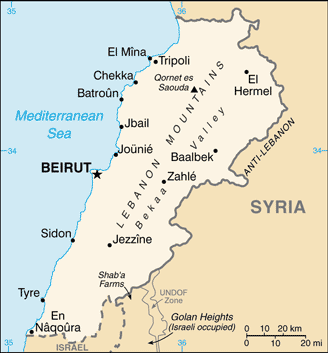 35
36
El Mîna
Tripoli
Chekka
Qornet es
Saouda
El
Hermel
Batroûn
Mediterranean
Sea
Jbail
LEBANON MOUNTAINS
Bekaa Valley
34
34
Joûnié
Baalbek
ANTI-LEBANON
BEIRUT
Zahlé
SYRIA
Sidon
Jezzîne
Shab'a
Farms
UNDOF
Zone
Tyre
En
Nâqoûra
Golan Heights
(Israeli occupied)
ISRAEL
0 10 20 km
0 10 20 mi
35
36